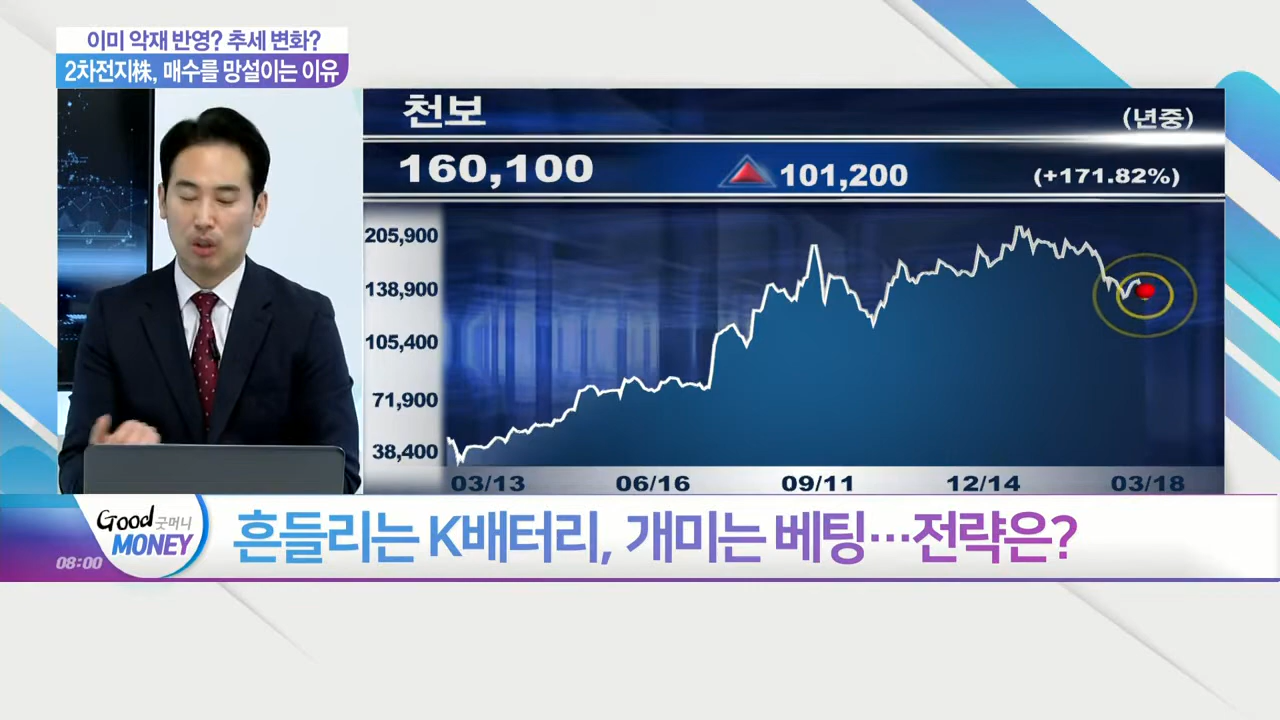 이미 악재 반영? 추세 변화?
2차전지株, 매수를 망설이는 이유
천보
(년중)
160,100
101,200
(+171.82%)
205,900
138,900
105,400
71,900
38,400
03/13
06/16
09/11
12/14
03/18
Good 굿머니
MONEY
08:00
흔들리는 K배터리, 개미는 베팅…전략은?